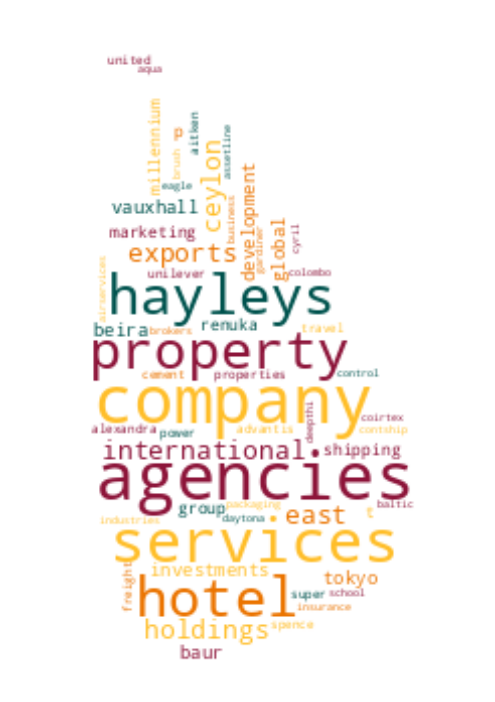 united
aqua
millennium
brush
aitken
assetline
eagle
ceylon
vauxhall
business
development
marketing
gardiner
global
cyril
exports
airservices
unilever
colombo
hayleys
beira
brokers
renuka
travel
property
cement
properties
control
company
deepthi
coirtex
alexandra
power
advantis
contship
international
shipping
agencies
group
packaging
baltic
industries
daytona
east
t
services
investments
freight
tokyo
hotel
super
school
insurance
holdings
spence
baur